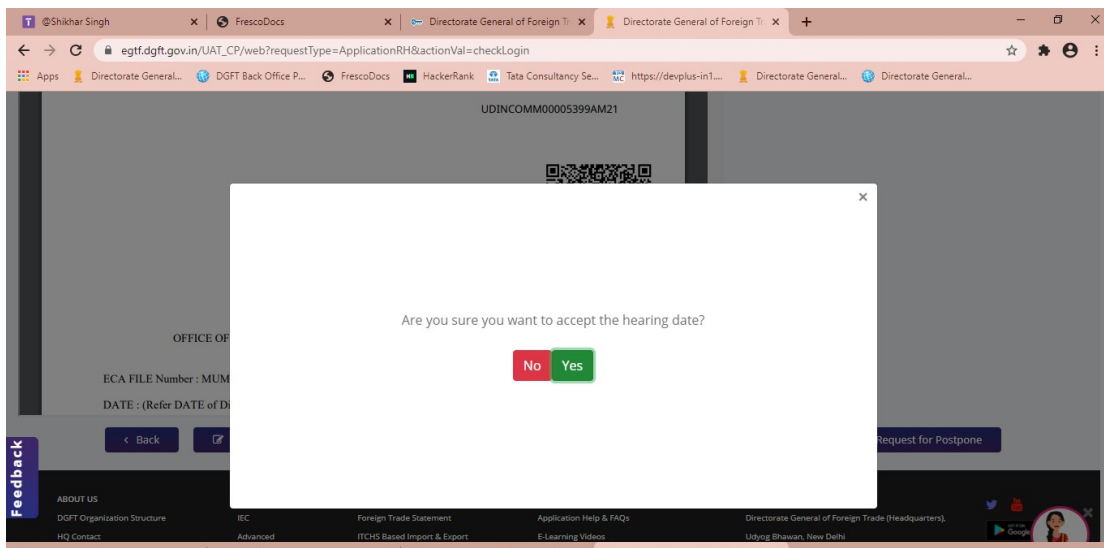 @Shikhar Singh
FrescoDocs
Directorate General of Foreign Tr
Directorate General of Foreign Tr
egtf.dgft.gov.in/UAT_CP/web?requestType=ApplicationRH&actionVal=checkLogin
Apps
Directorate General...
DGFT Back Office P...
FrescoDocs
HackerRank
Tata Consultancy Se...
https://devplus-in1....
Directorate General...
Directorate General...
UDINCOMM00005399AM21
Are you sure you want to accept the hearing date?
No Yes
OFFICE OF
ECA FILE Number : MUM
DATE : (Refer DATE of Di
Back
Request for Postpone
Feedback
ABOUT US
DGFT Organization Structure
IEC
Foreign Trade Statement
Application Help & FAQs
Directorate General of Foreign Trade (Headquarters),
HQ Contact
Advanced
ITCHS Based Import & Export
E-Learning Videos
Udyog Bhawan, New Delhi
Google